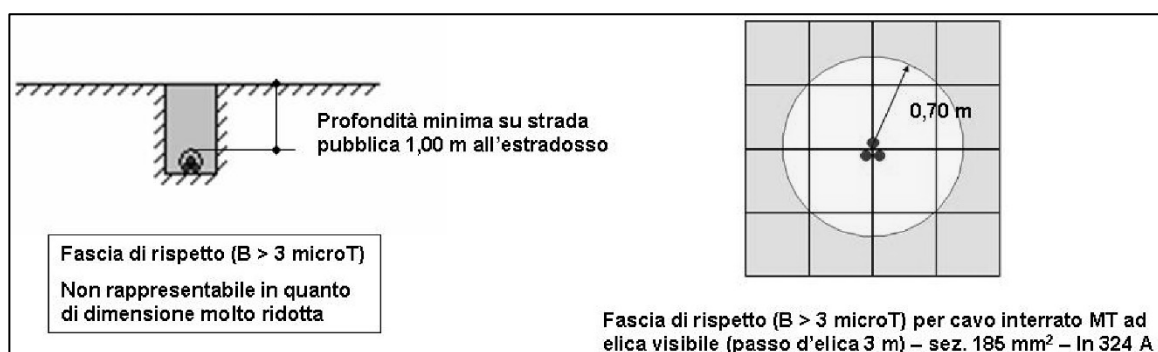 Profondità minima su strada
pubblica 1,00 m all'estradosso
Fascia di rispetto (B > 3 microT)
Non rappresentabile in quanto
di dimensione molto ridotta
0,70 m
Fascia di rispetto (B > 3 microT) per cavo interrato MT ad
elica visibile (passo d'elica 3 m) – sez. 185 mm² – In 324 A